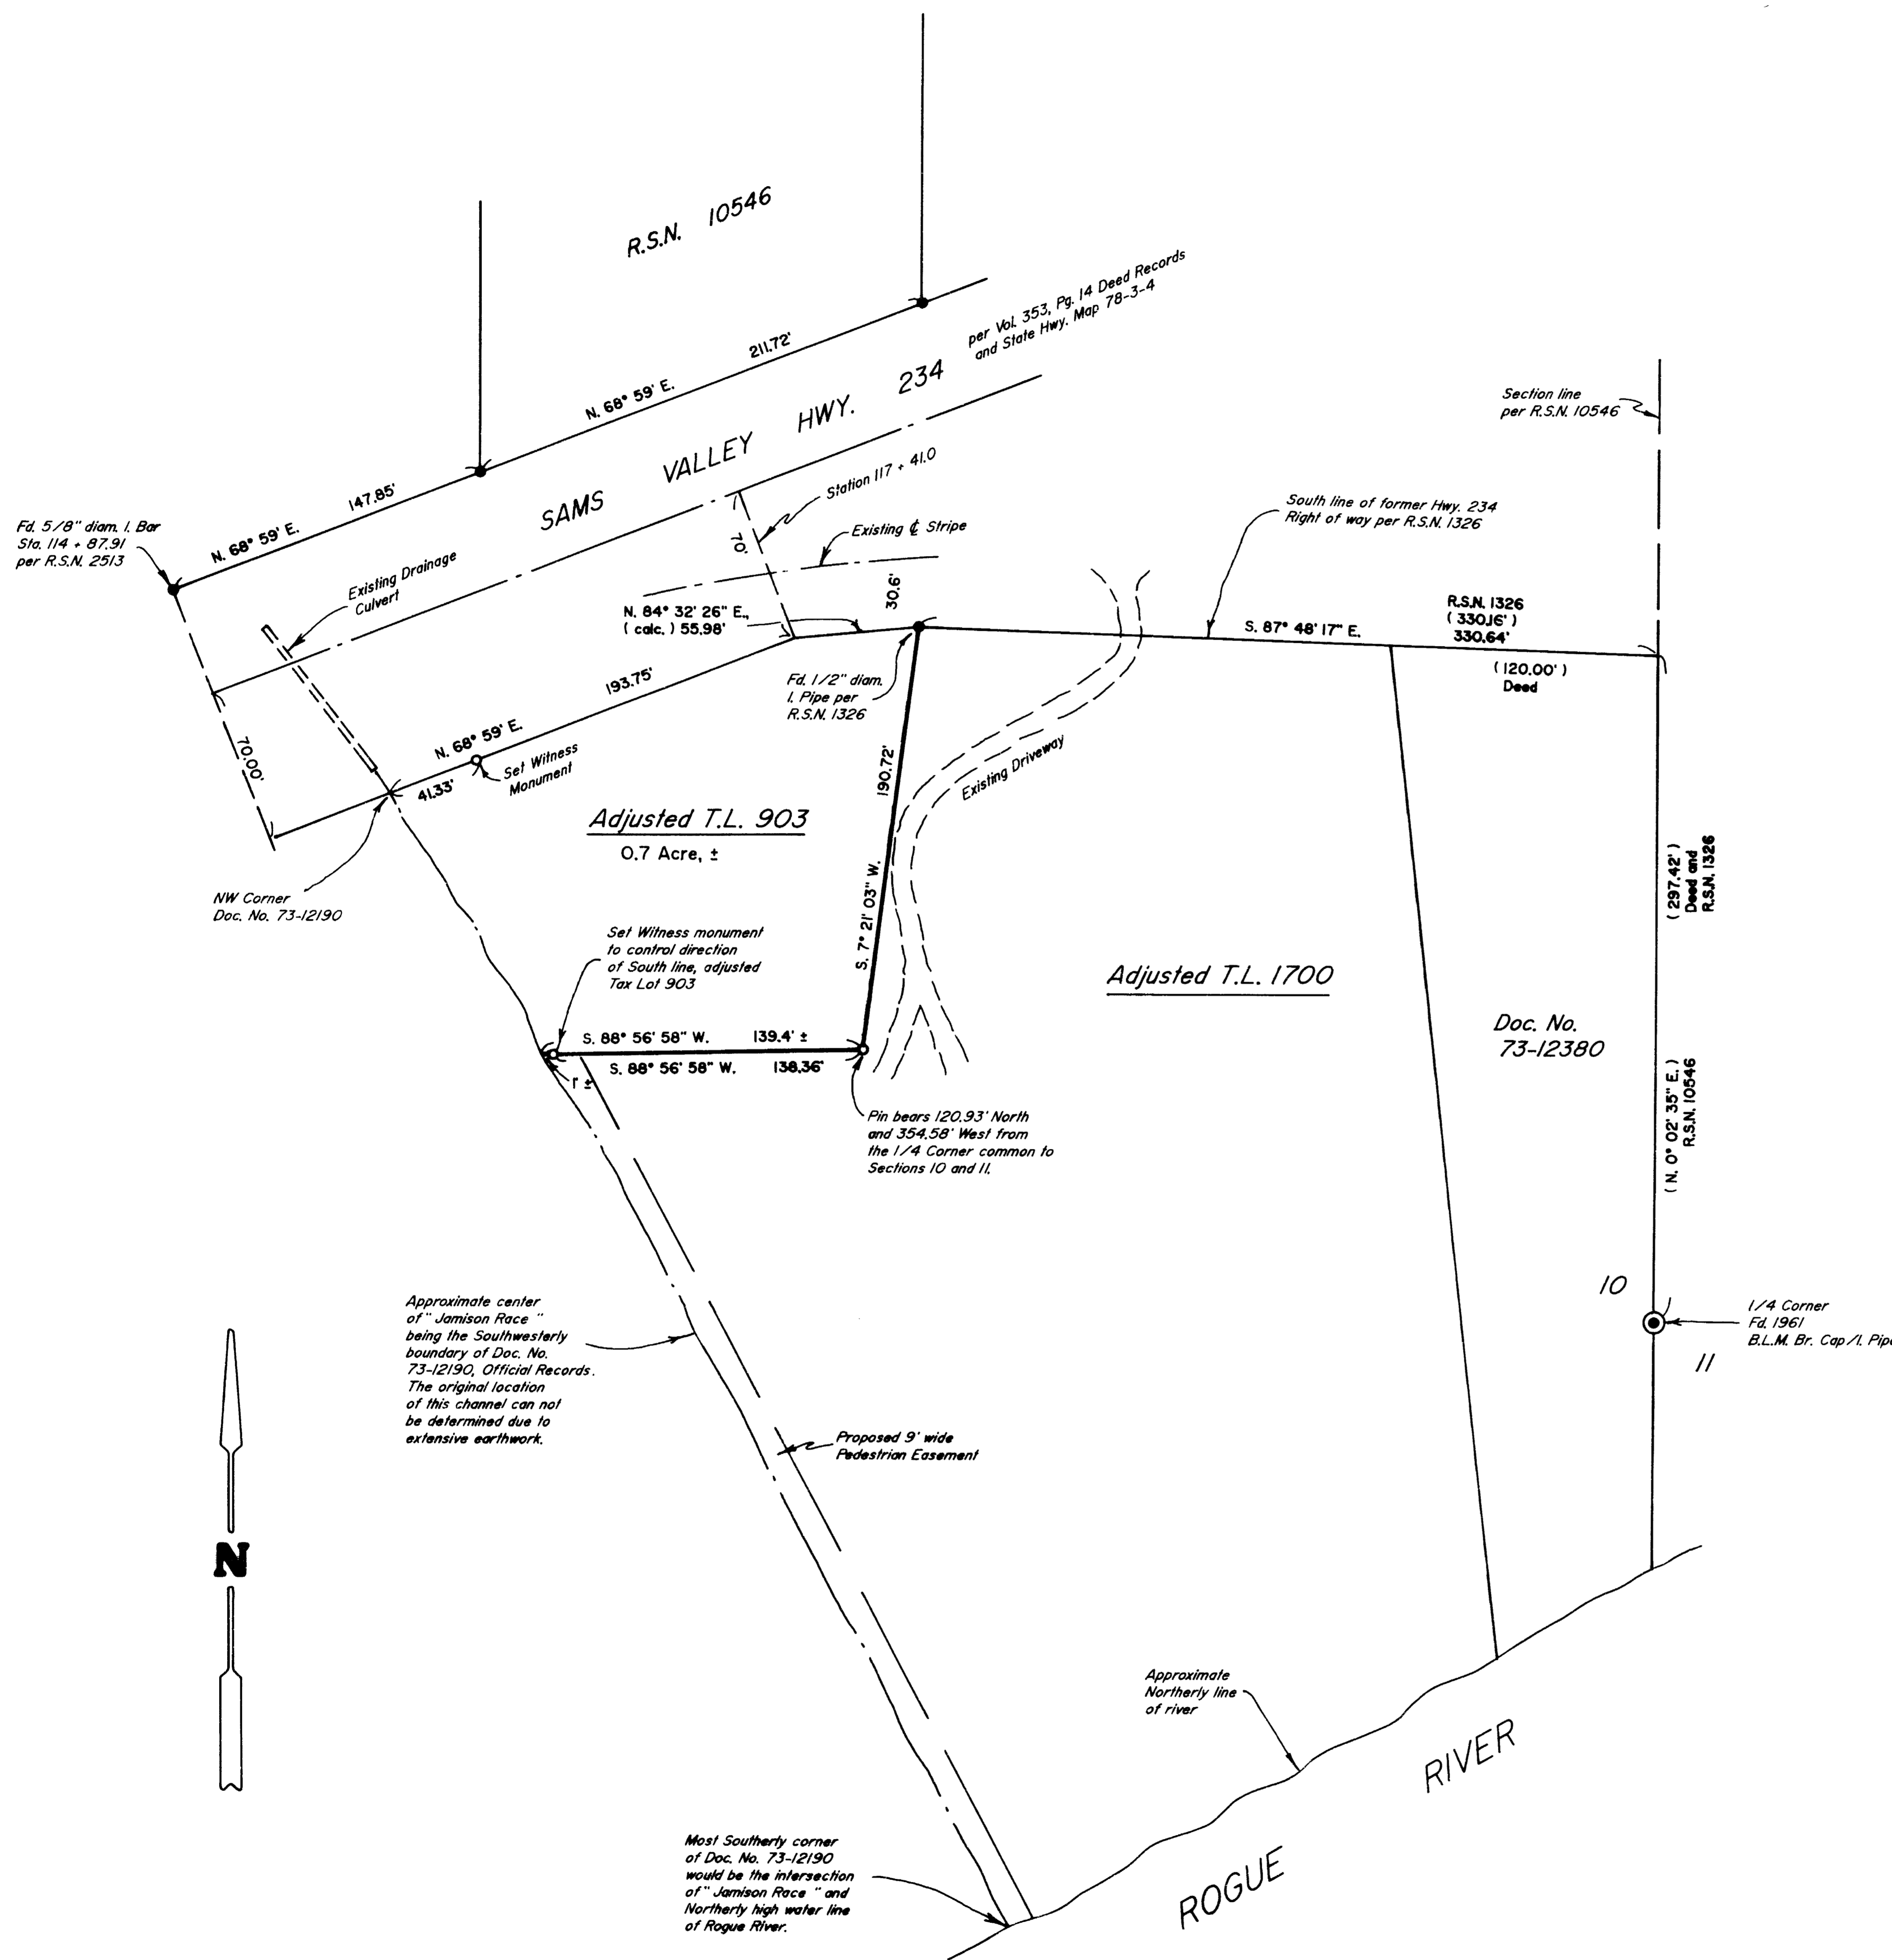 R.S.N. 10546
per Vol. 353, Pg. 14 Deed Records
and State Hwy. Map 78-3-4
211.72'
N. 68° 59' E.
SAMS VALLEY HWY. 234
147.85'
N. 68° 59' E.
Fd. 5/8" diam. I. Bar
Sta. 114 + 87.91
per R.S.N. 2513
Existing Drainage
Culvert
Station 117 + 41.0
70'
Existing ℄ Stripe
Section line
per R.S.N. 10546
South line of former Hwy. 234
Right of way per R.S.N. 1326
N. 84° 32' 26" E.,
( calc. ) 55.98'
30.6'
S. 87° 48' 17" E.
R.S.N. 1326
( 330.16' )
330.64'
( 120.00' )
Deed
193.75'
N. 68° 59' E.
Fd. 1/2" diam.
I. Pipe per
R.S.N. 1326
70.00'
41.33'
Set Witness
Monument
190.72'
S. 7° 21' 03" W.
Existing Driveway
Adjusted T.L. 903
0.7 Acre, ±
NW Corner
Doc. No. 73-12190
( 297.42' )
Deed and
R.S.N. 1326
Set Witness monument
to control direction
of South line, adjusted
Tax Lot 903
Adjusted T.L. 1700
Doc. No.
73-12380
S. 88° 56' 58" W. 139.4' ±
S. 88° 56' 58" W. 138.36'
1' ±
( N. 0° 02' 35" E. )
R.S.N. 10546
Pin bears 120.93' North
and 354.58' West from
the 1/4 Corner common to
Sections 10 and 11.
10
11
1/4 Corner
Fd. 1961
B.L.M. Br. Cap/I. Pipe
Approximate center
of " Jamison Race "
being the Southwesterly
boundary of Doc. No.
73-12190, Official Records.
The original location
of this channel can not
be determined due to
extensive earthwork.
Proposed 9' wide
Pedestrian Easement
N
Approximate
Northerly line
of river
Most Southerly corner
of Doc. No. 73-12190
would be the intersection
of " Jamison Race " and
Northerly high water line
of Rogue River.
ROGUE RIVER